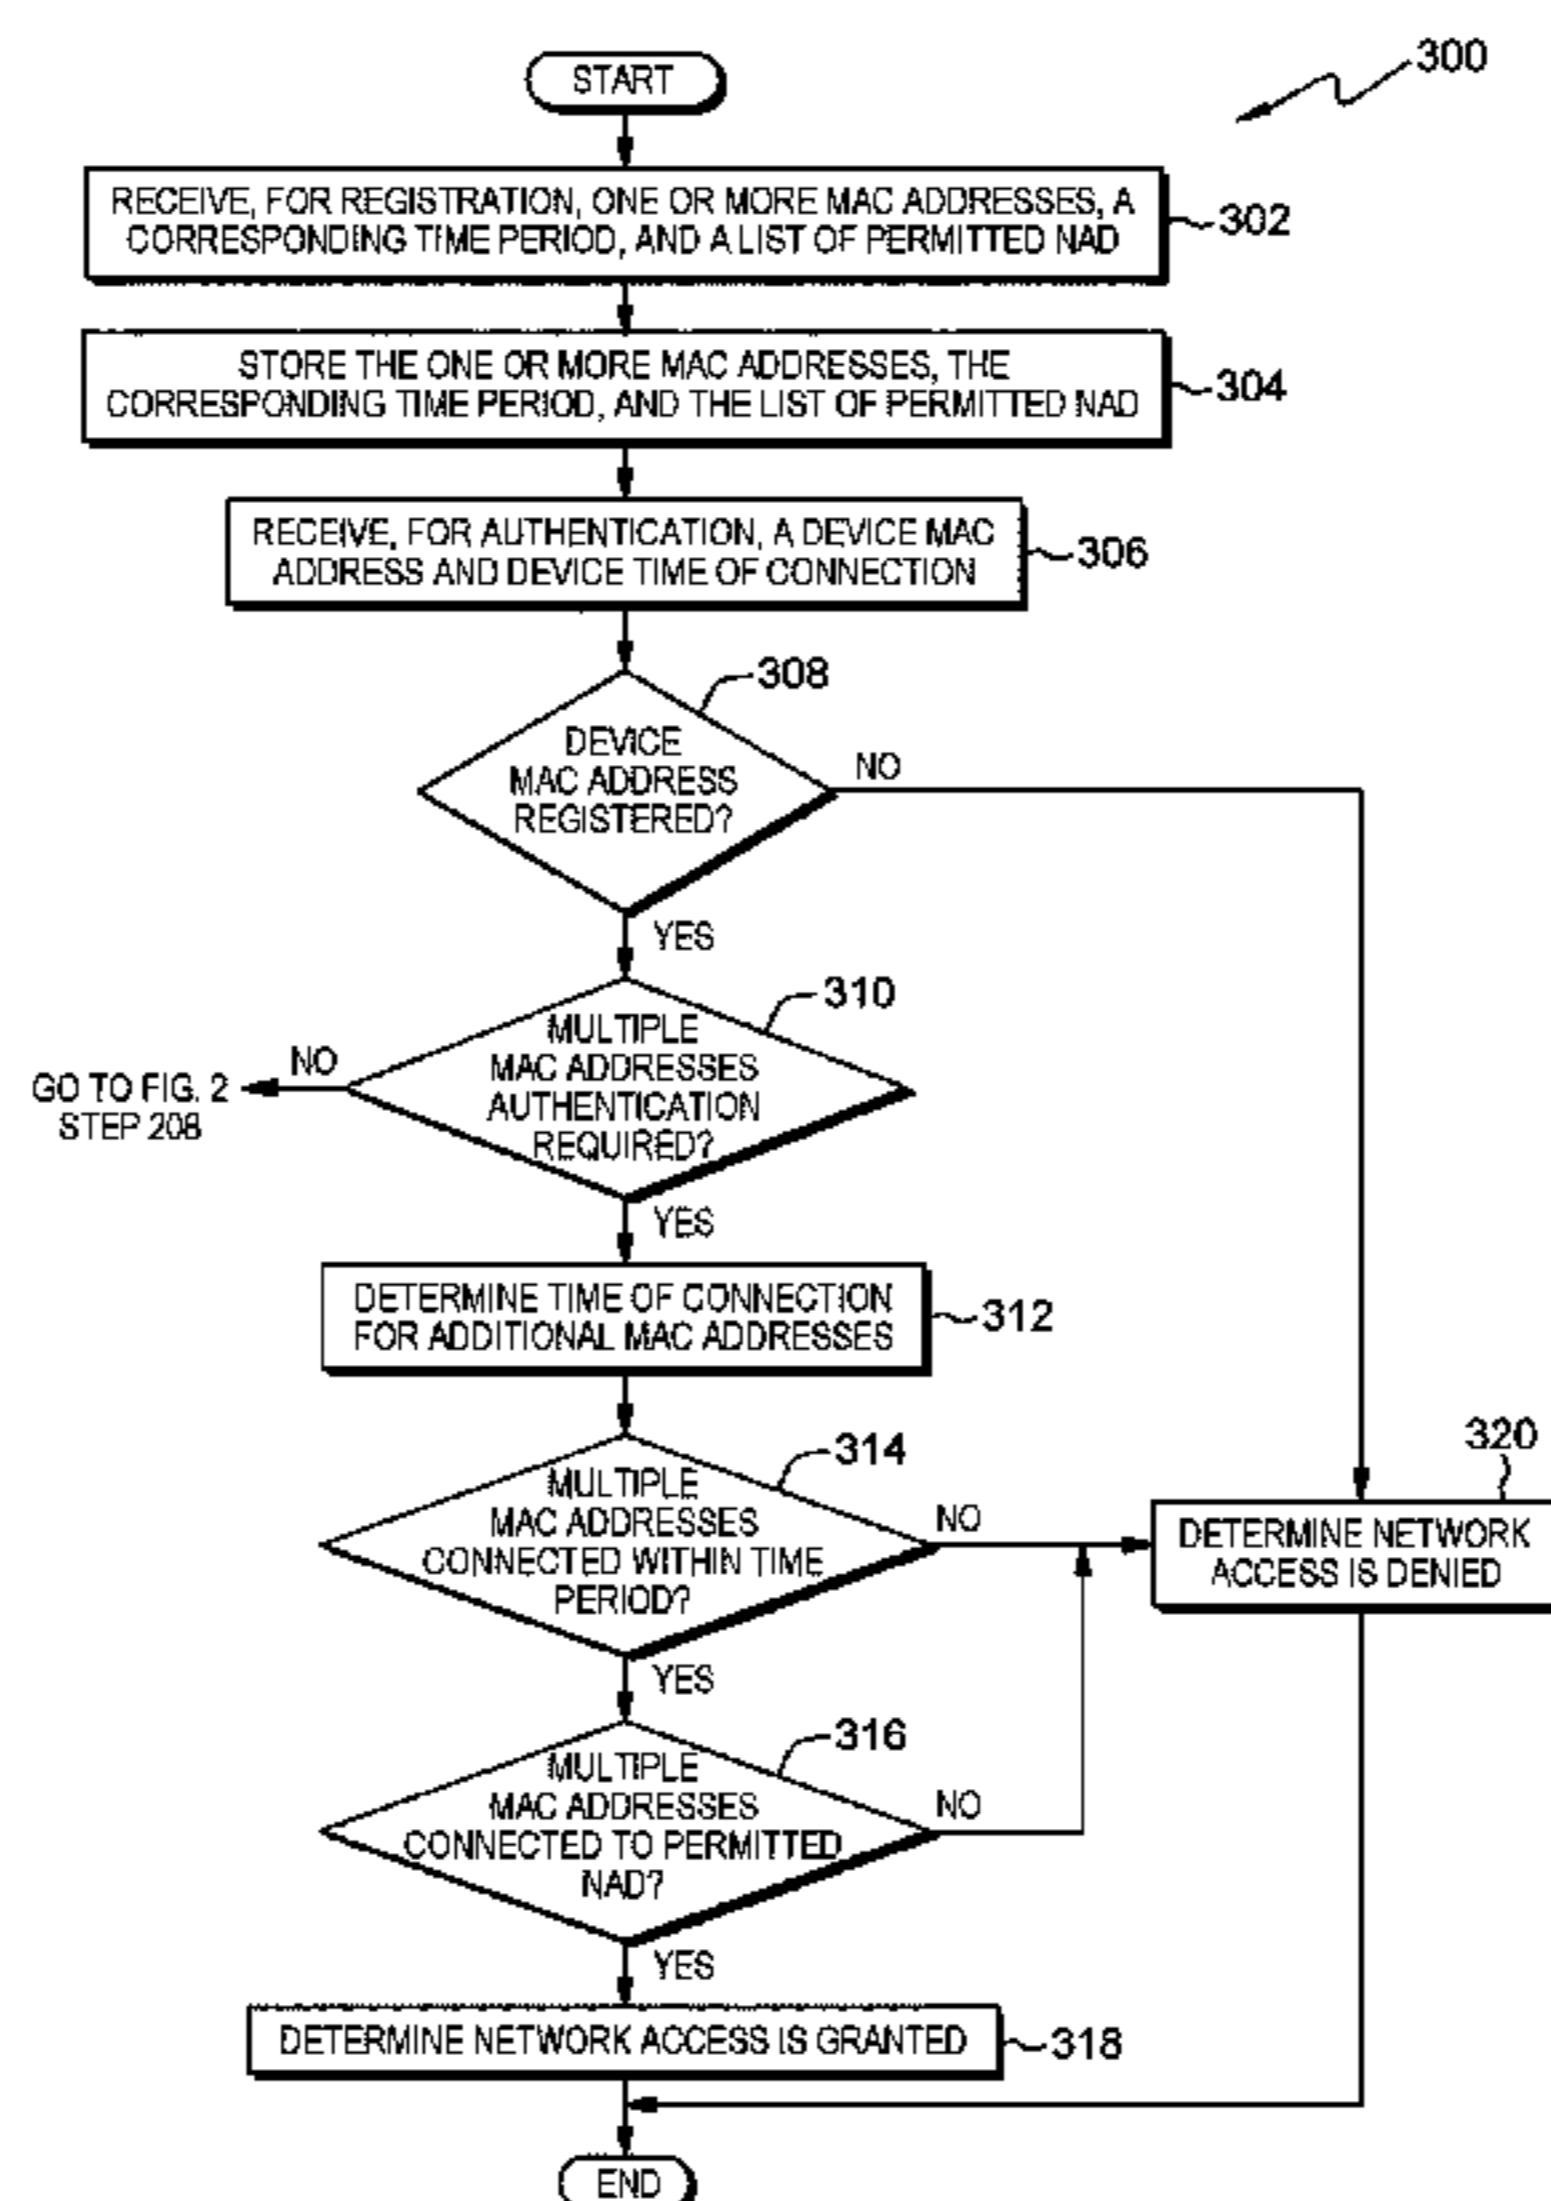 START
300
RECEIVE, FOR REGISTRATION, ONE OR MORE MAC ADDRESSES, A
CORRESPONDING TIME PERIOD, AND A LIST OF PERMITTED NAD
302
STORE THE ONE OR MORE MAC ADDRESSES, THE
CORRESPONDING TIME PERIOD, AND THE LIST OF PERMITTED NAD
304
RECEIVE, FOR AUTHENTICATION, A DEVICE MAC
ADDRESS AND DEVICE TIME OF CONNECTION
306
308
DEVICE
MAC ADDRESS
REGISTERED?
NO
YES
310
MULTIPLE
MAC ADDRESSES
AUTHENTICATION
REQUIRED?
NO
GO TO FIG. 2
STEP 208
YES
DETERMINE TIME OF CONNECTION
FOR ADDITIONAL MAC ADDRESSES
312
314
MULTIPLE
MAC ADDRESSES
CONNECTED WITHIN TIME
PERIOD?
NO
320
DETERMINE NETWORK
ACCESS IS DENIED
YES
316
MULTIPLE
MAC ADDRESSES
CONNECTED TO PERMITTED
NAD?
NO
YES
DETERMINE NETWORK ACCESS IS GRANTED
318
END